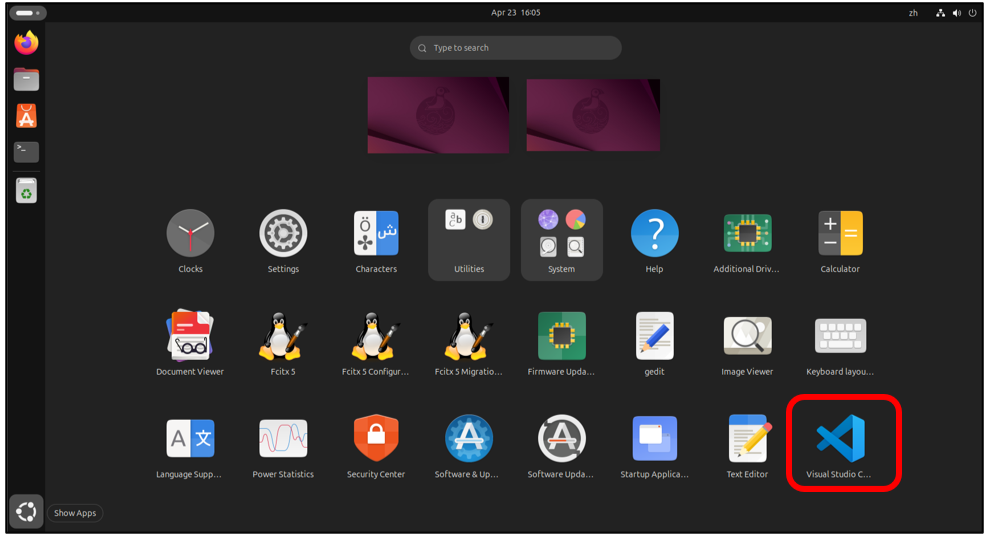 Apr 23 16:05
zh
Type to search
Clocks
Settings
Characters
Utilities
System
Help
Additional Driv...
Calculator
Document Viewer
Fcitx 5
Fcitx 5 Configur...
Fcitx 5 Migratio...
Firmware Upda...
gedit
Image Viewer
Keyboard layou...
Language Supp...
Power Statistics
Security Center
Software & Up...
Software Upda...
Startup Applica...
Text Editor
Visual Studio C...
Show Apps